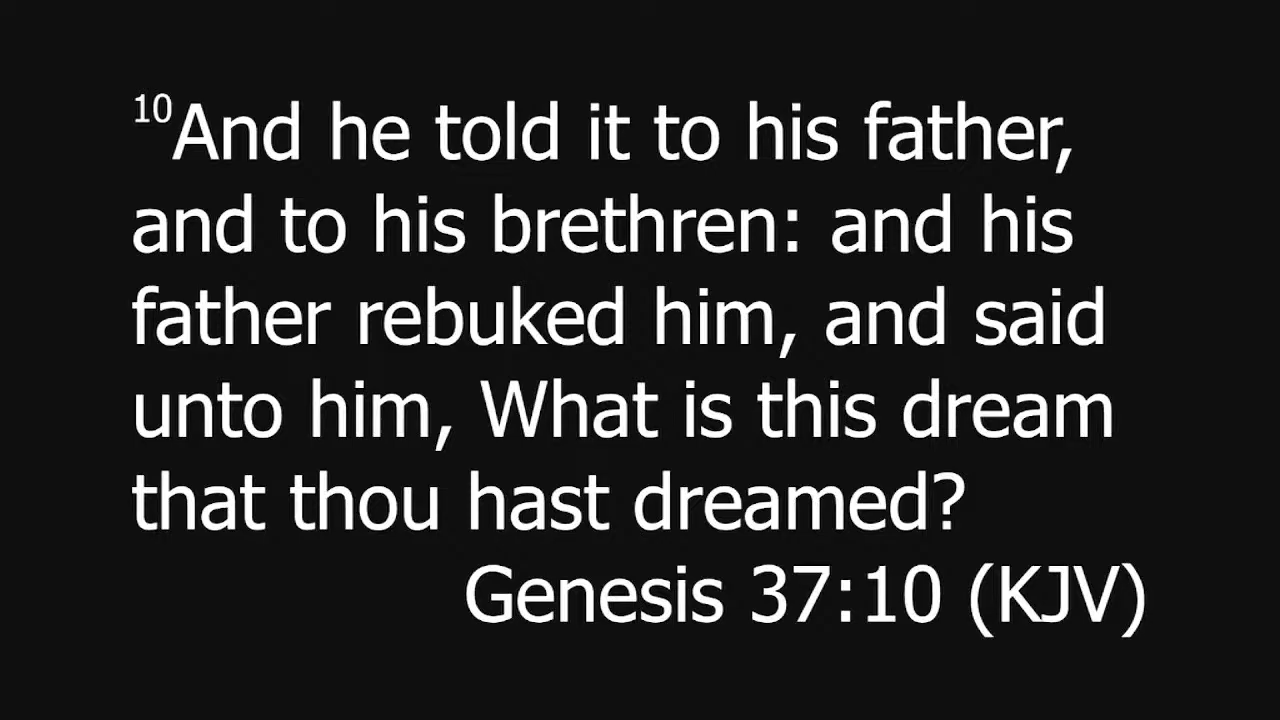 10And he told it to his father,
and to his brethren: and his
father rebuked him, and said
unto him, What is this dream
that thou hast dreamed?
Genesis 37:10 (KJV)